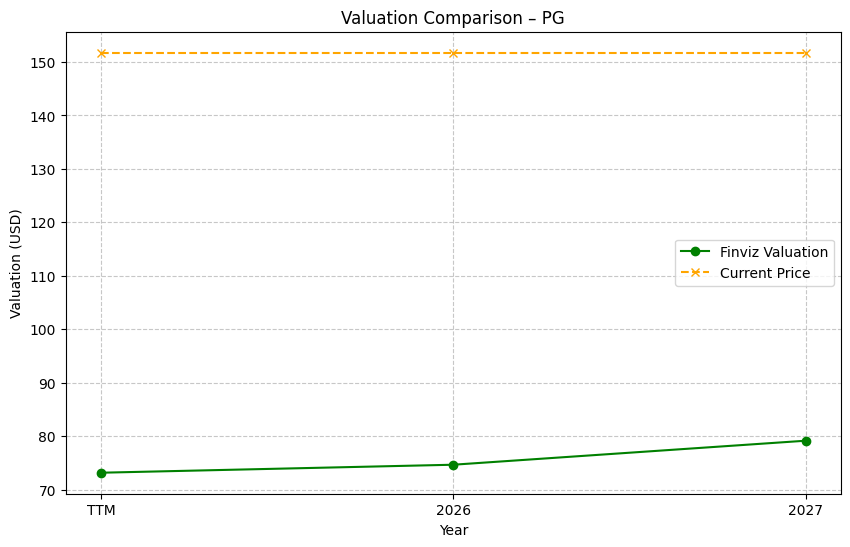 Valuation Comparison – PG
Valuation (USD)
150
140
130
120
110
100
90
80
70
Finviz Valuation
Current Price
TTM
2026
2027
Year